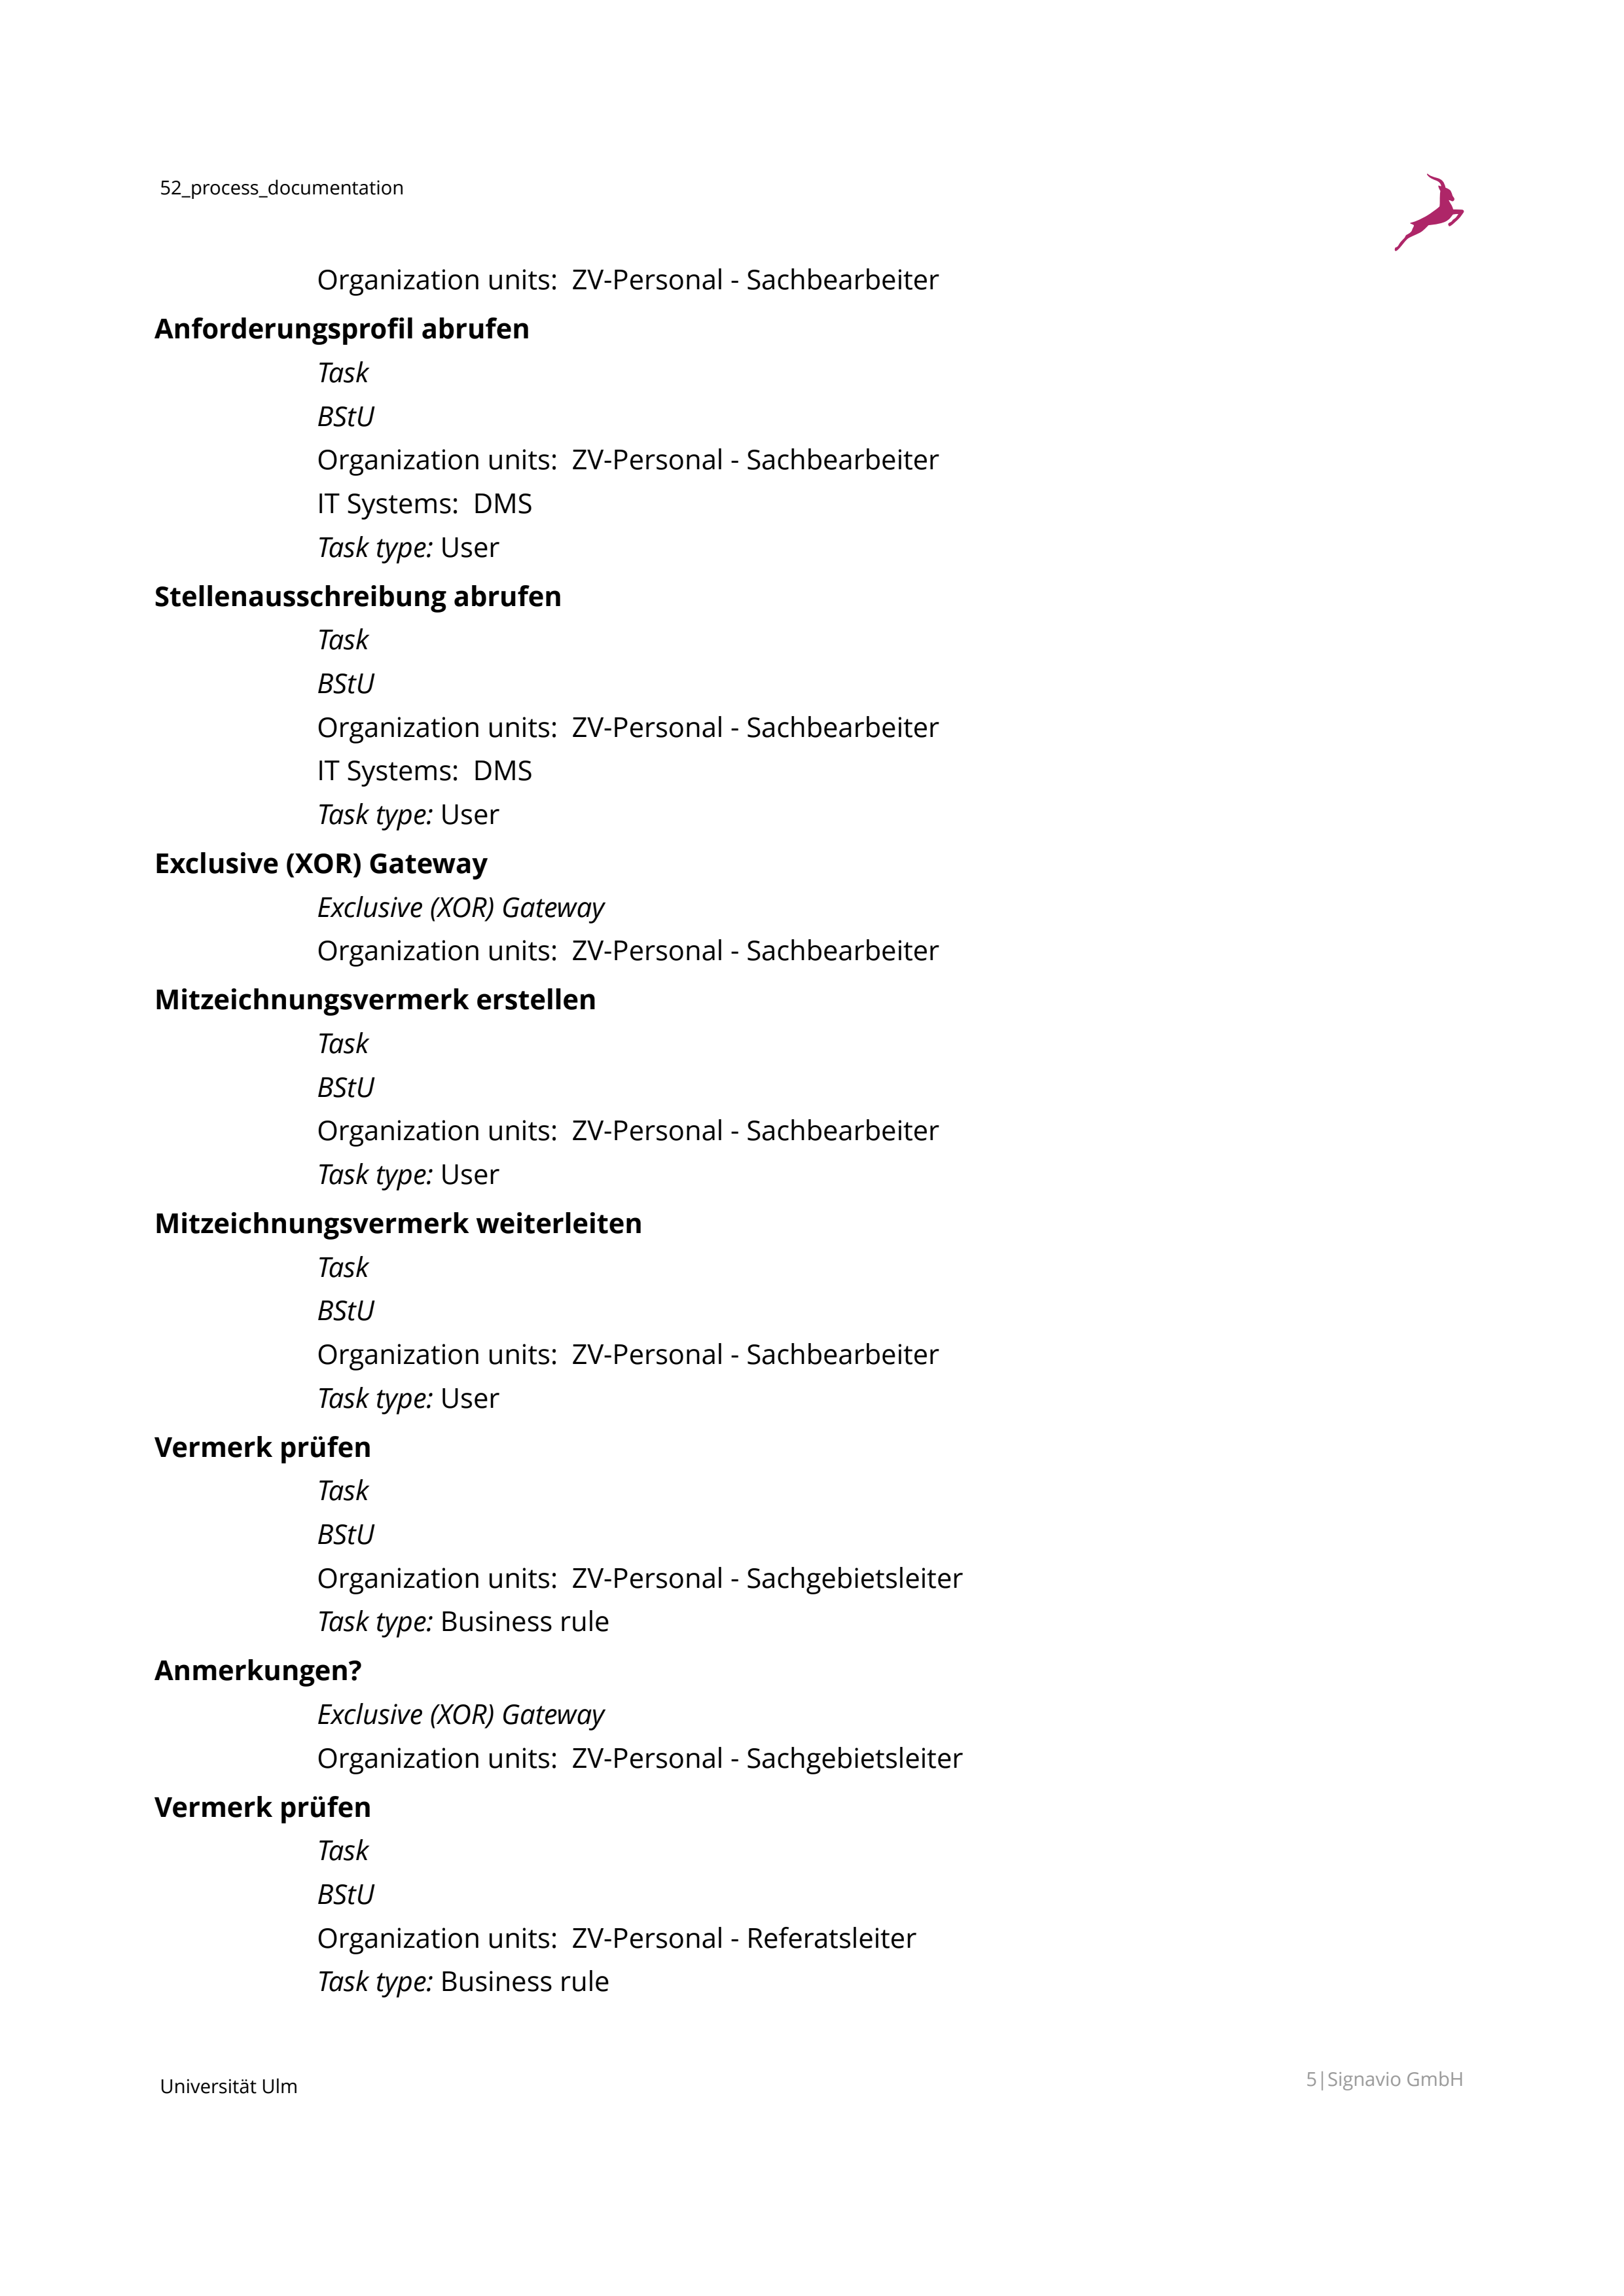 52_process_documentation
Organization units:  ZV-Personal - Sachbearbeiter
Anforderungsprofil abrufen
Task
BStU
Organization units:  ZV-Personal - Sachbearbeiter
IT Systems:  DMS
Task type: User
Stellenausschreibung abrufen
Task
BStU
Organization units:  ZV-Personal - Sachbearbeiter
IT Systems:  DMS
Task type: User
Exclusive (XOR) Gateway
Exclusive (XOR) Gateway
Organization units:  ZV-Personal - Sachbearbeiter
Mitzeichnungsvermerk erstellen
Task
BStU
Organization units:  ZV-Personal - Sachbearbeiter
Task type: User
Mitzeichnungsvermerk weiterleiten
Task
BStU
Organization units:  ZV-Personal - Sachbearbeiter
Task type: User
Vermerk prüfen
Task
BStU
Organization units:  ZV-Personal - Sachgebietsleiter
Task type: Business rule
Anmerkungen?
Exclusive (XOR) Gateway
Organization units:  ZV-Personal - Sachgebietsleiter
Vermerk prüfen
Task
BStU
Organization units:  ZV-Personal - Referatsleiter
Task type: Business rule
Universität Ulm
5|Signavio GmbH